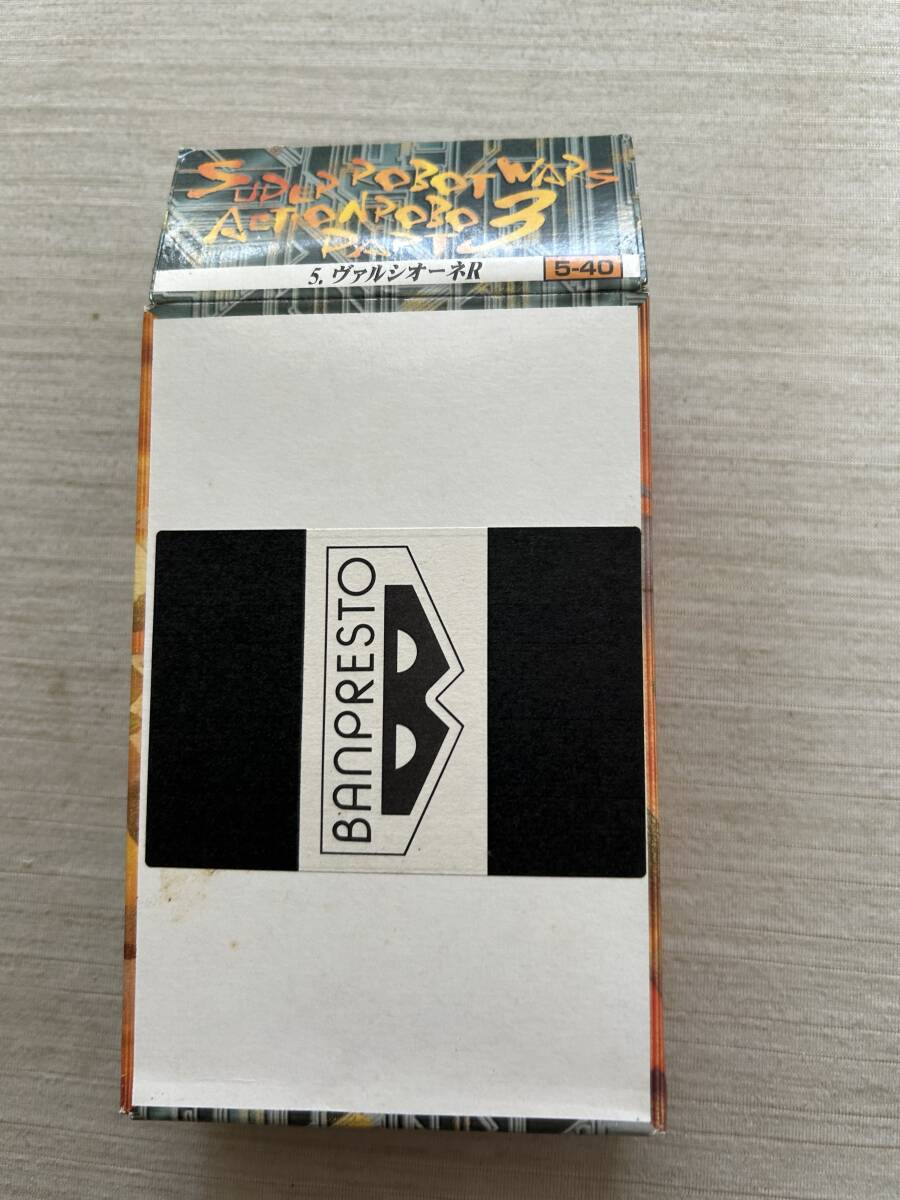 SUPER ROBOT WARS
ACTION ROBO
PART 3
5. ヴァルシオーネR
5-40
BANPRESTO